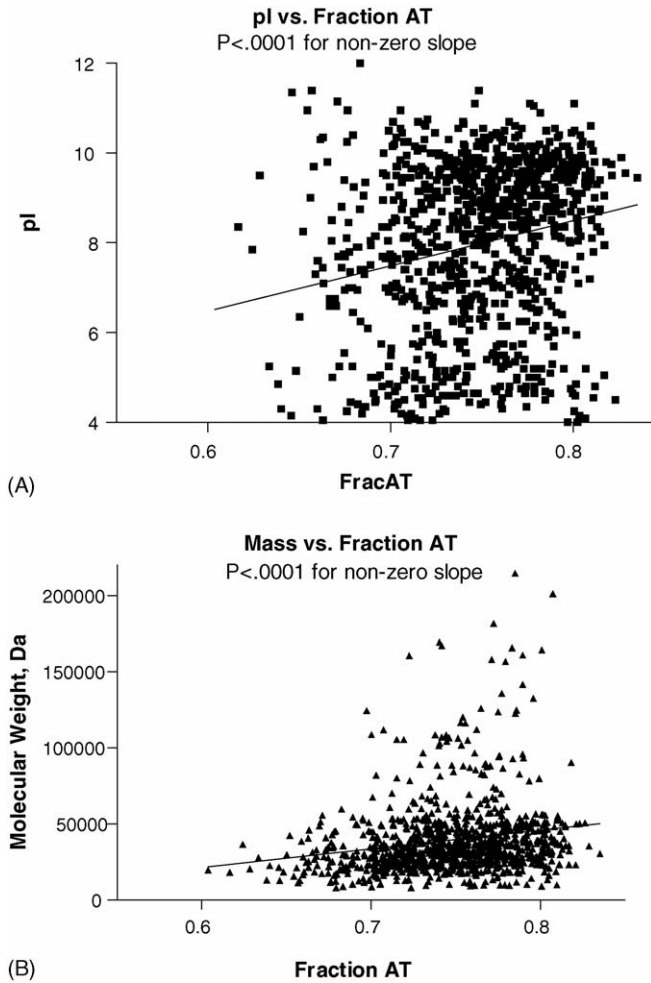 pI vs. Fraction AT
P<.0001 for non-zero slope
12
10
8
6
4
pI
0.6 0.7 0.8
FracAT
(A)
Mass vs. Fraction AT
P<.0001 for non-zero slope
200000
150000
100000
50000
0
Molecular Weight, Da
0.6 0.7 0.8
Fraction AT
(B)